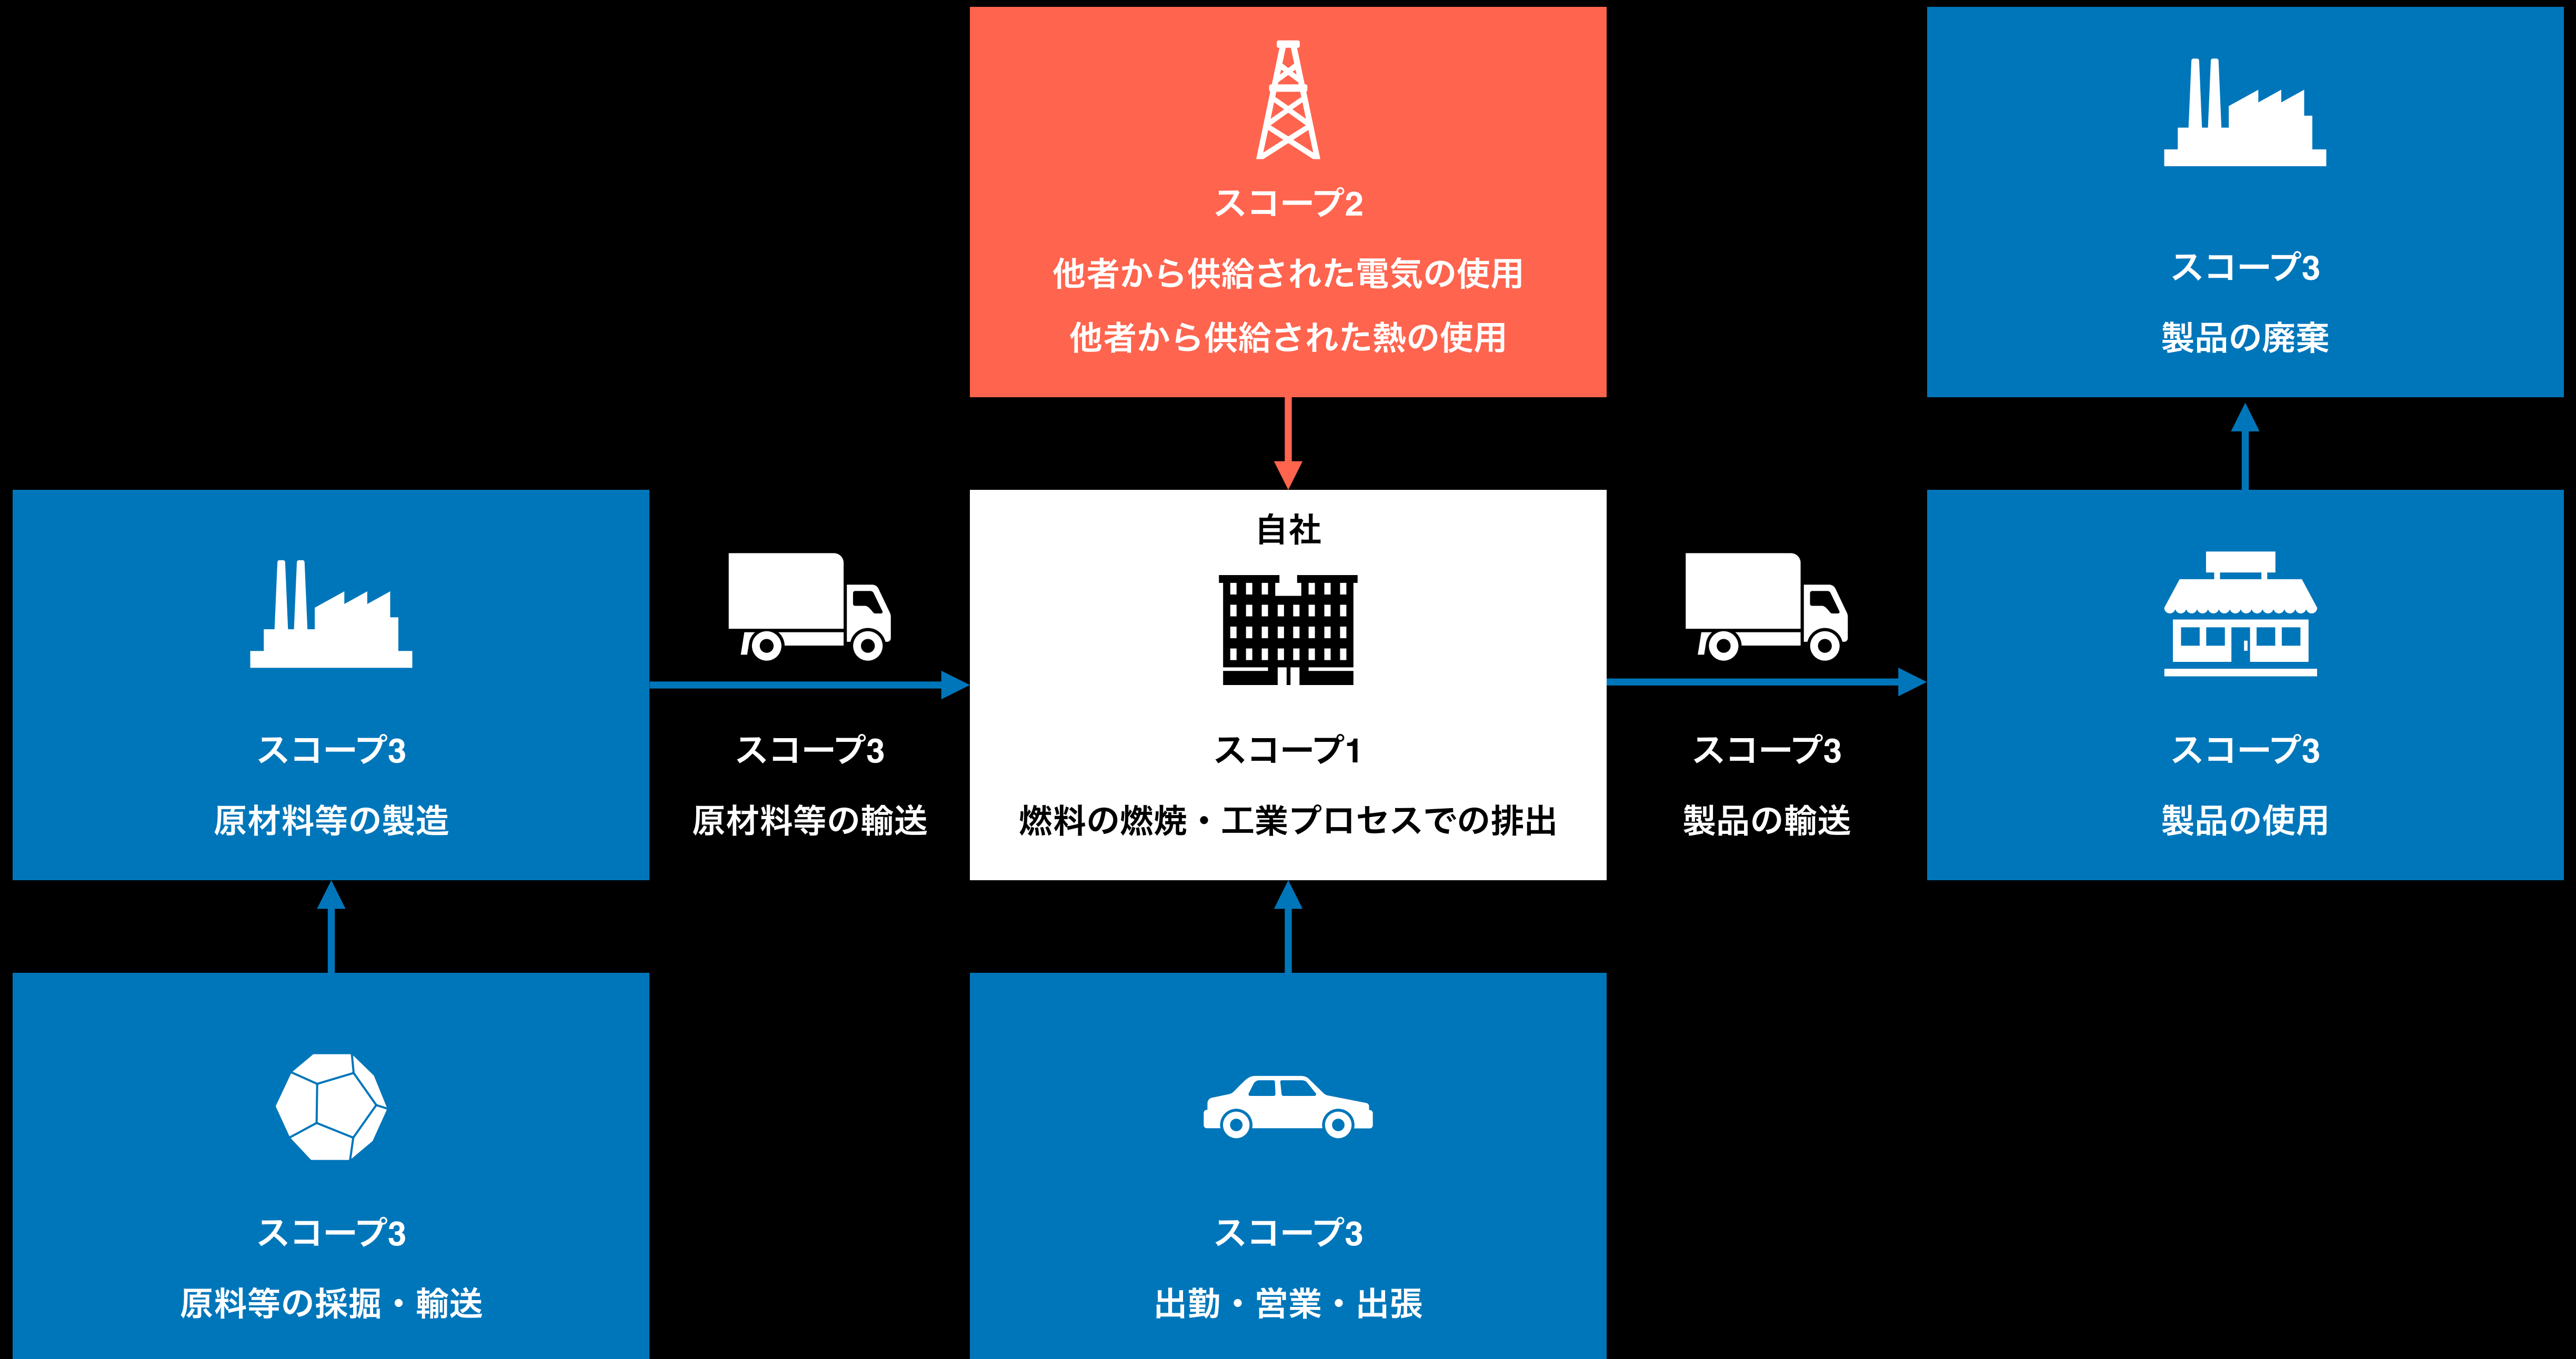 スコープ2
他者から供給された電気の使用
他者から供給された熱の使用
スコープ3
製品の廃棄
スコープ3
原材料等の製造
スコープ3
原材料等の輸送
自社
スコープ1
燃料の燃焼・工業プロセスでの排出
スコープ3
製品の輸送
スコープ3
製品の使用
スコープ3
原料等の採掘・輸送
スコープ3
出勤・営業・出張